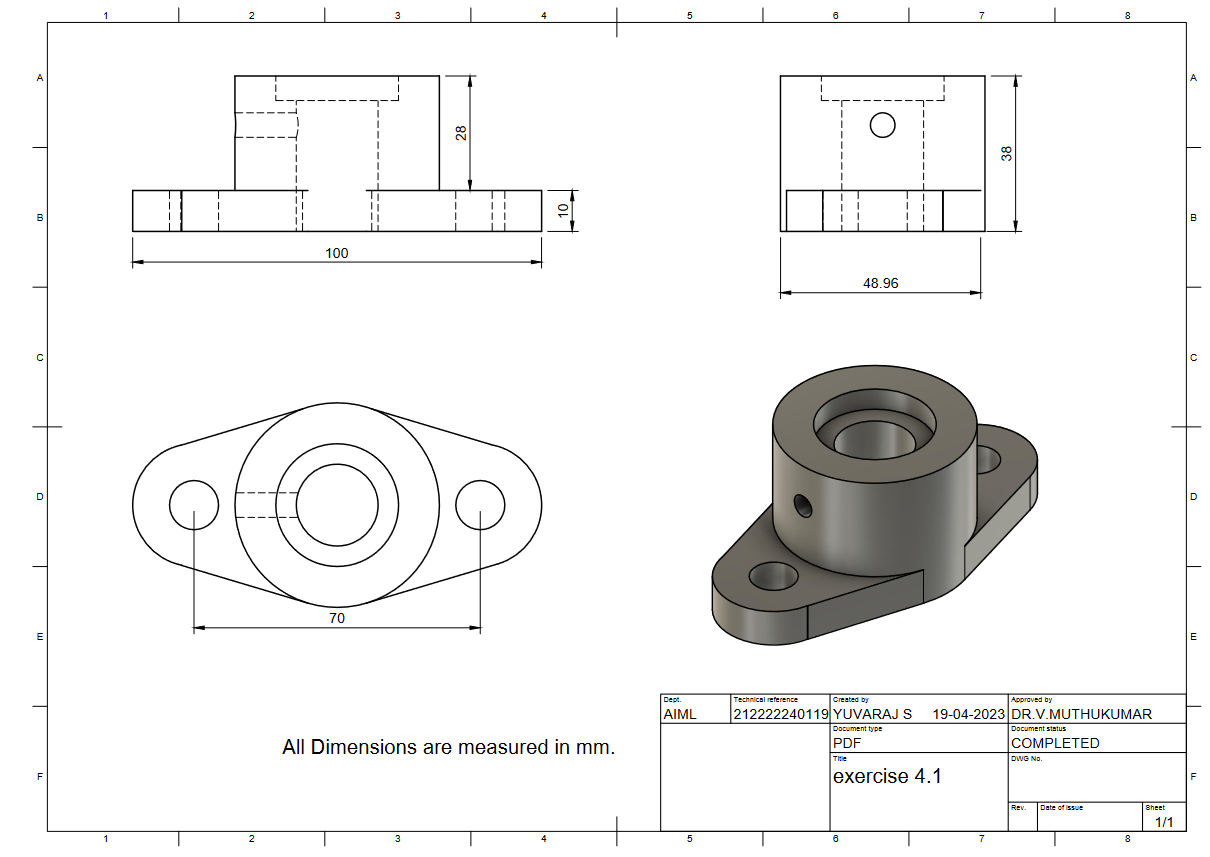 1 2 3 4 5 6 7 8
A A
28
38
B 10 B
100
48.96
C C
D D
70
E E
Dept. Technical reference Created by Approved by
AIML 212222240119 YUVARAJ S 19-04-2023 DR.V.MUTHUKUMAR
Document type Document status
PDF COMPLETED
All Dimensions are measured in mm.
Title DWG No.
exercise 4.1
F F
Rev. Date of issue Sheet
1/1
1 2 3 4 5 6 7 8